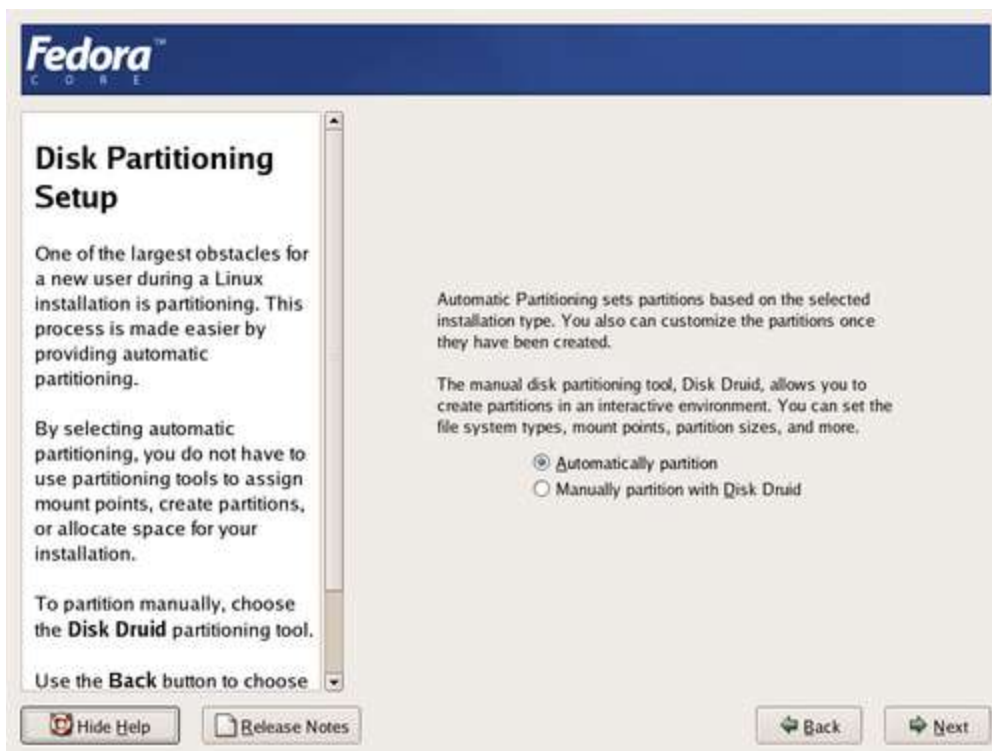 Fedora™
CORE
Disk Partitioning
Setup
One of the largest obstacles for
a new user during a Linux
installation is partitioning. This
process is made easier by
providing automatic
partitioning.
By selecting automatic
partitioning, you do not have to
use partitioning tools to assign
mount points, create partitions,
or allocate space for your
installation.
To partition manually, choose
the Disk Druid partitioning tool.
Use the Back button to choose
Automatic Partitioning sets partitions based on the selected
installation type. You also can customize the partitions once
they have been created.
The manual disk partitioning tool, Disk Druid, allows you to
create partitions in an interactive environment. You can set the
file system types, mount points, partition sizes, and more.
Automatically partition
Manually partition with Disk Druid
Hide Help
Release Notes
Back
Next